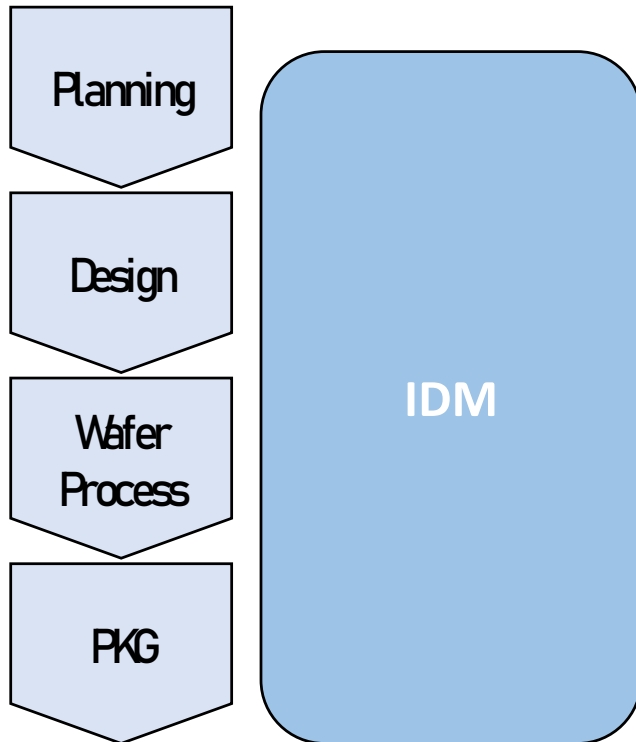 Planning
Design
Wafer
Process
PKG
IDM